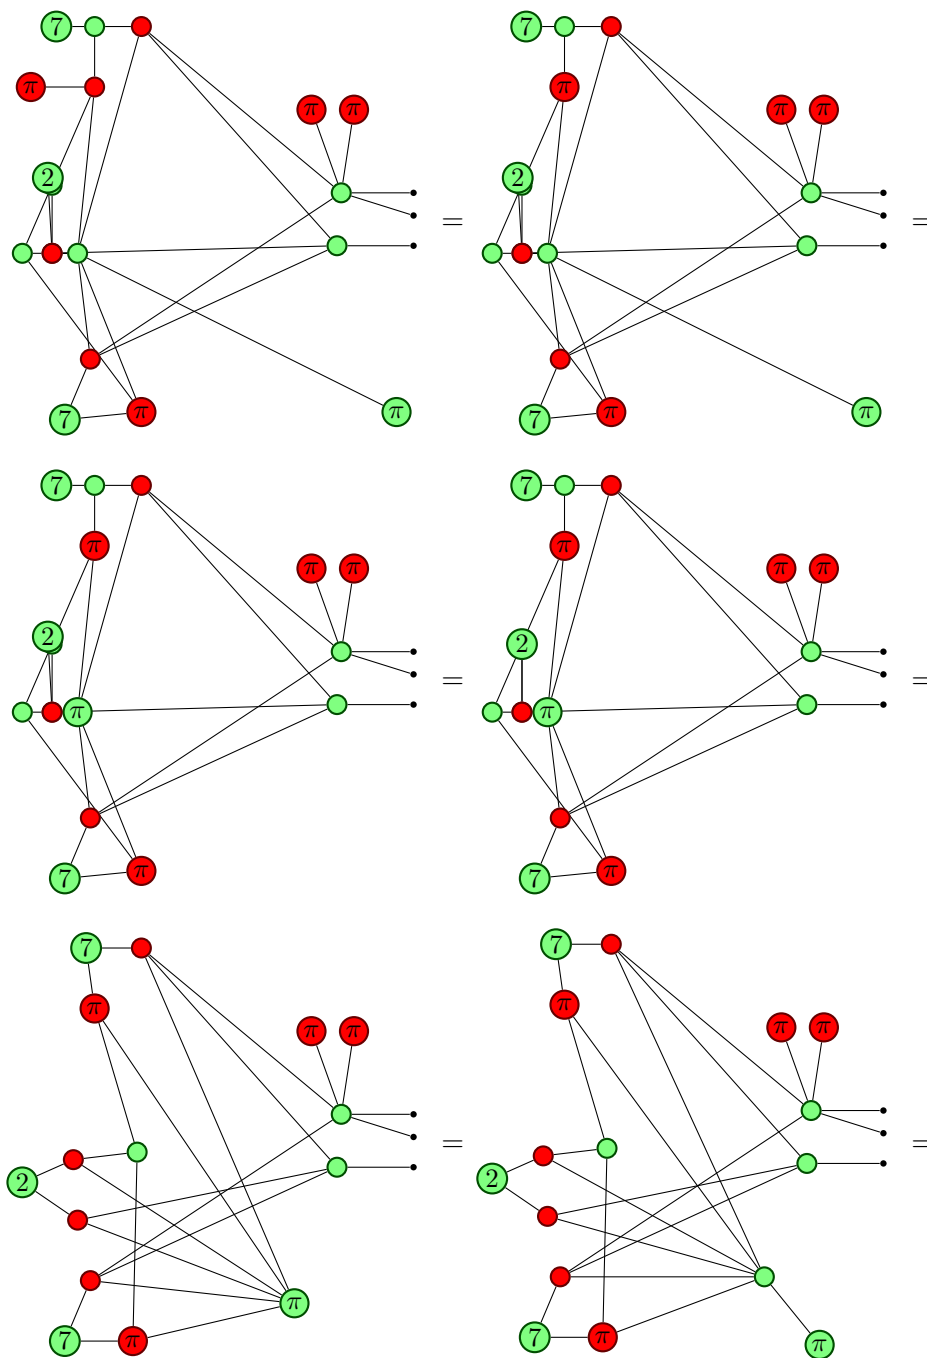 7 7
π π
π π π π
2 2
= =
π π
7 π 7 π
7 7
π π π π π π
2 2
= =
π π
7 π 7 π
7 7
π π π π π π
= =
2 2
π
7 π 7 π π